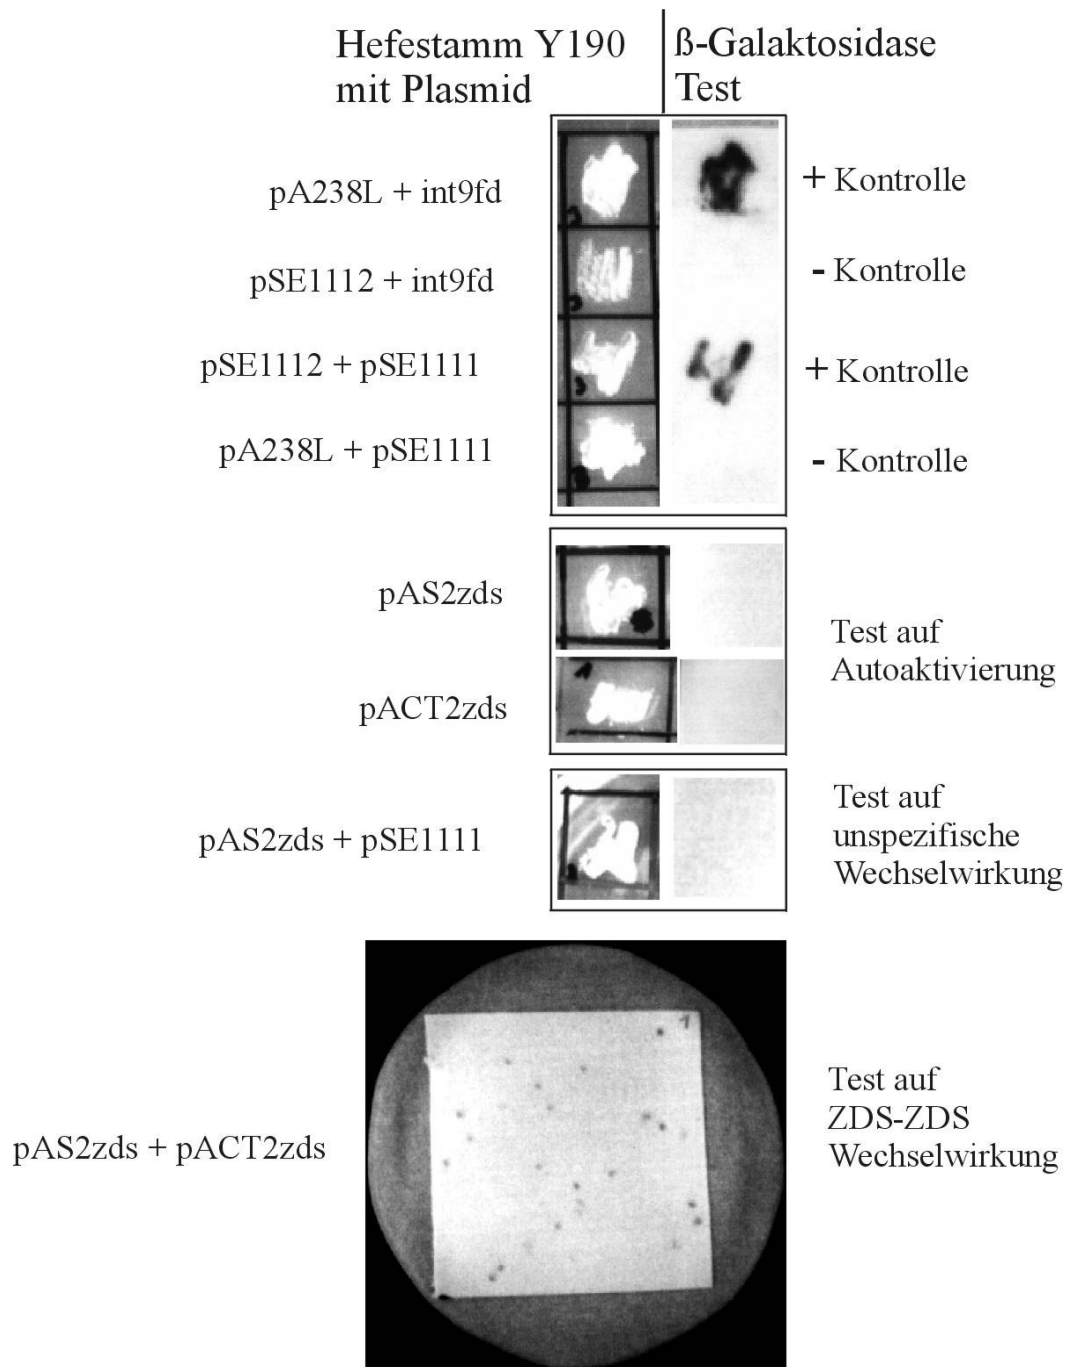 Hefestamm Y190
mit Plasmid
ß-Galaktosidase
Test
pA238L + int9fd
+ Kontrolle
pSE1112 + int9fd
- Kontrolle
pSE1112 + pSE1111
+ Kontrolle
pA238L + pSE1111
- Kontrolle
pAS2zds
pACT2zds
Test auf
Autoaktivierung
pAS2zds + pSE1111
Test auf
unspezifische
Wechselwirkung
1
pAS2zds + pACT2zds
Test auf
ZDS-ZDS
Wechselwirkung